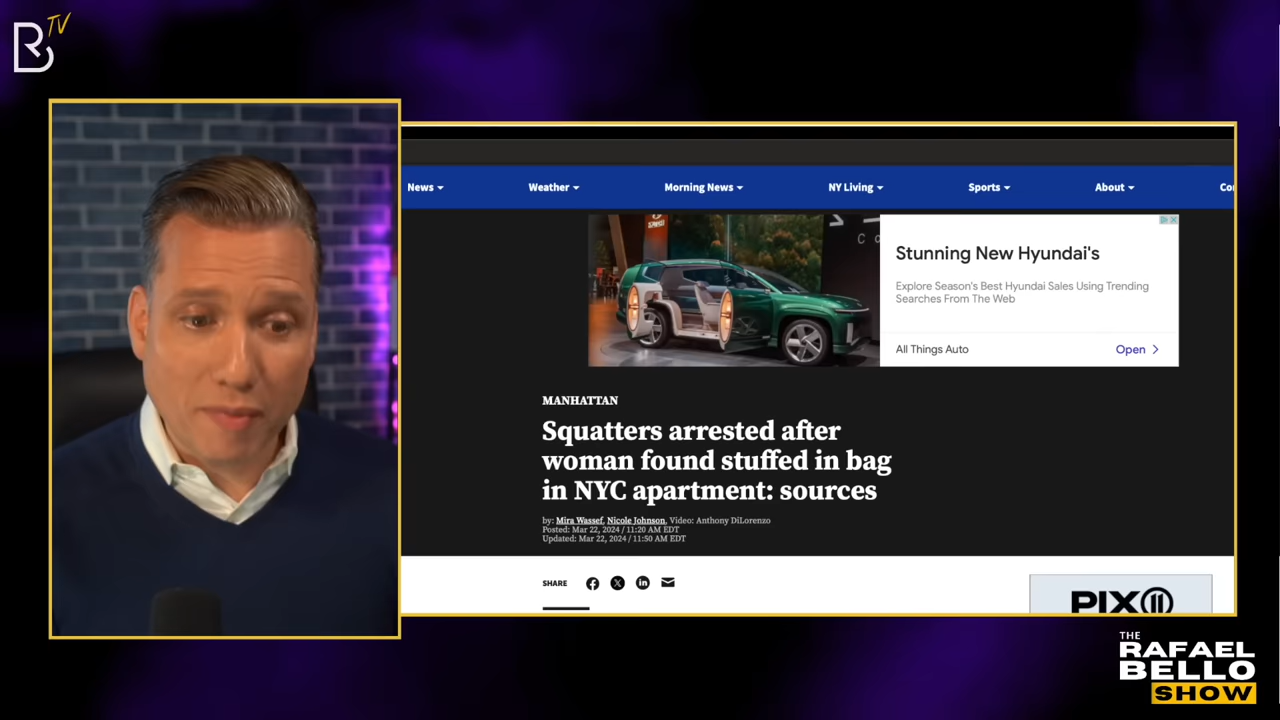 RB TV
News
Weather
Morning News
NY Living
Sports
About
Stunning New Hyundai's
Explore Season's Best Hyundai Sales Using Trending
Searches From The Web
All Things Auto
Open
MANHATTAN
Squatters arrested after
woman found stuffed in bag
in NYC apartment: sources
by: Mira Wassef, Nicole Johnson, Video: Anthony DiLorenzo
Posted: Mar 22, 2024 / 11:20 AM EDT
Updated: Mar 22, 2024 / 11:50 AM EDT
SHARE
PIX11
THE
RAFAEL
BELLO
SHOW